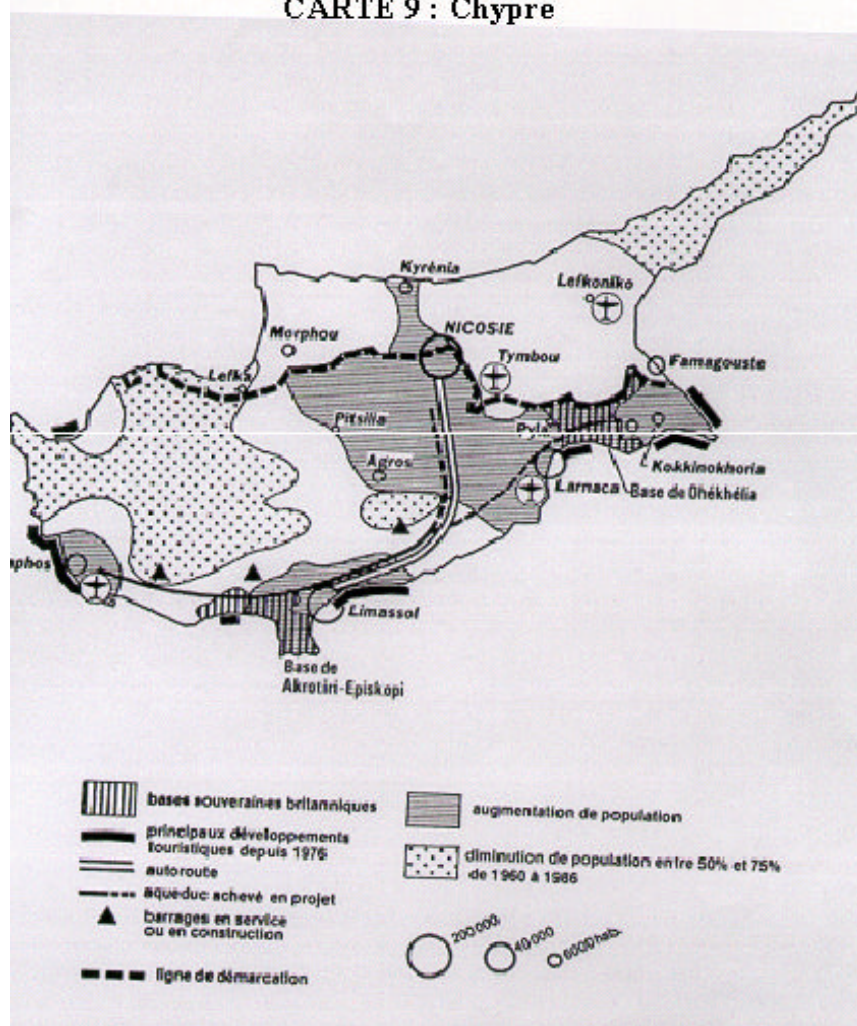 CARTE 9 : Chypre
Kyrénia
Lefkoniko
NICOSIE
Morphou
Tymbou
Famagouste
Lefka
Pitsilia
Pyla
Agros
Kokkinokhoria
Larnaca
Base de Dhékhélia
aphos
Limassol
Base de
Akrotiri-Episkopi
bases souveraines britanniques
principaux développements
touristiques depuis 1976
autoroute
aqueduc achevé en projet
barrages en service
ou en construction
ligne de démarcation
augmentation de population
diminution de population entre 50% et 75%
de 1960 à 1986
200 000
40 000
6000 hab.